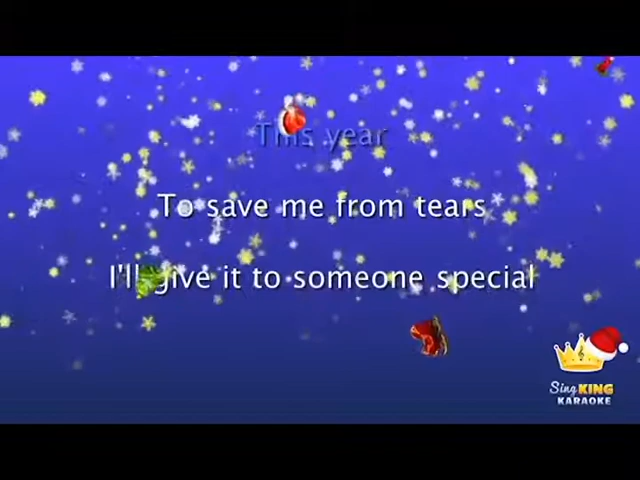 This year
To save me from tears
I'll give it to someone special
Sing KING
KARAOKE